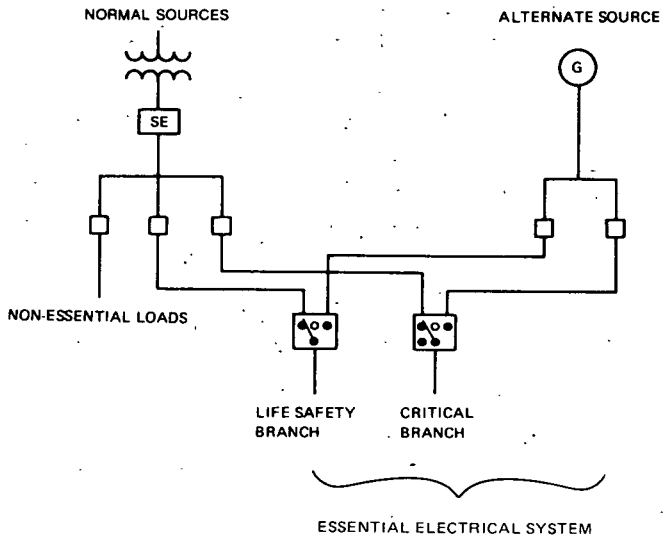 NORMAL SOURCES
ALTERNATE SOURCE
G
SE
NON-ESSENTIAL LOADS
LIFE SAFETY
BRANCH
CRITICAL
BRANCH
ESSENTIAL ELECTRICAL SYSTEM